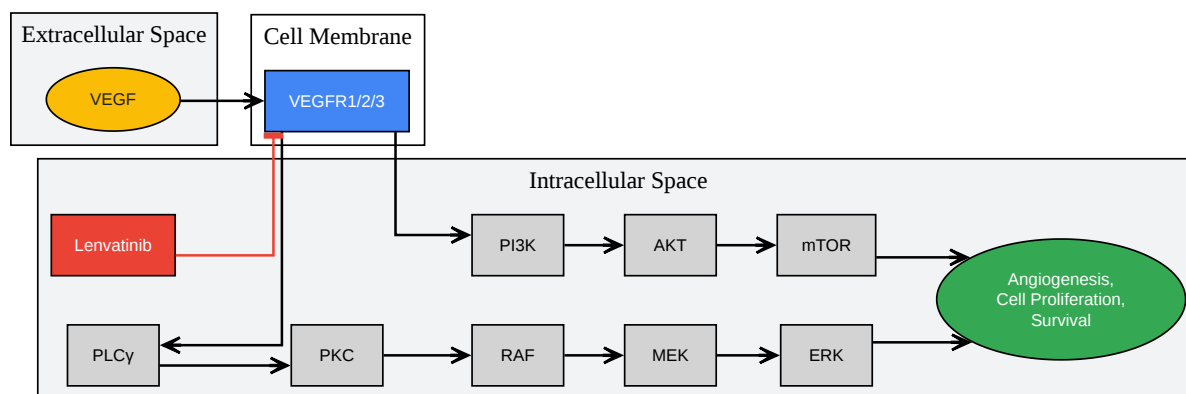 Extracellular Space
Cell Membrane
VEGF
VEGFR1/2/3
Intracellular Space
Lenvatinib
PI3K
AKT
mTOR
Angiogenesis,
Cell Proliferation,
Survival
PLCγ
PKC
RAF
MEK
ERK